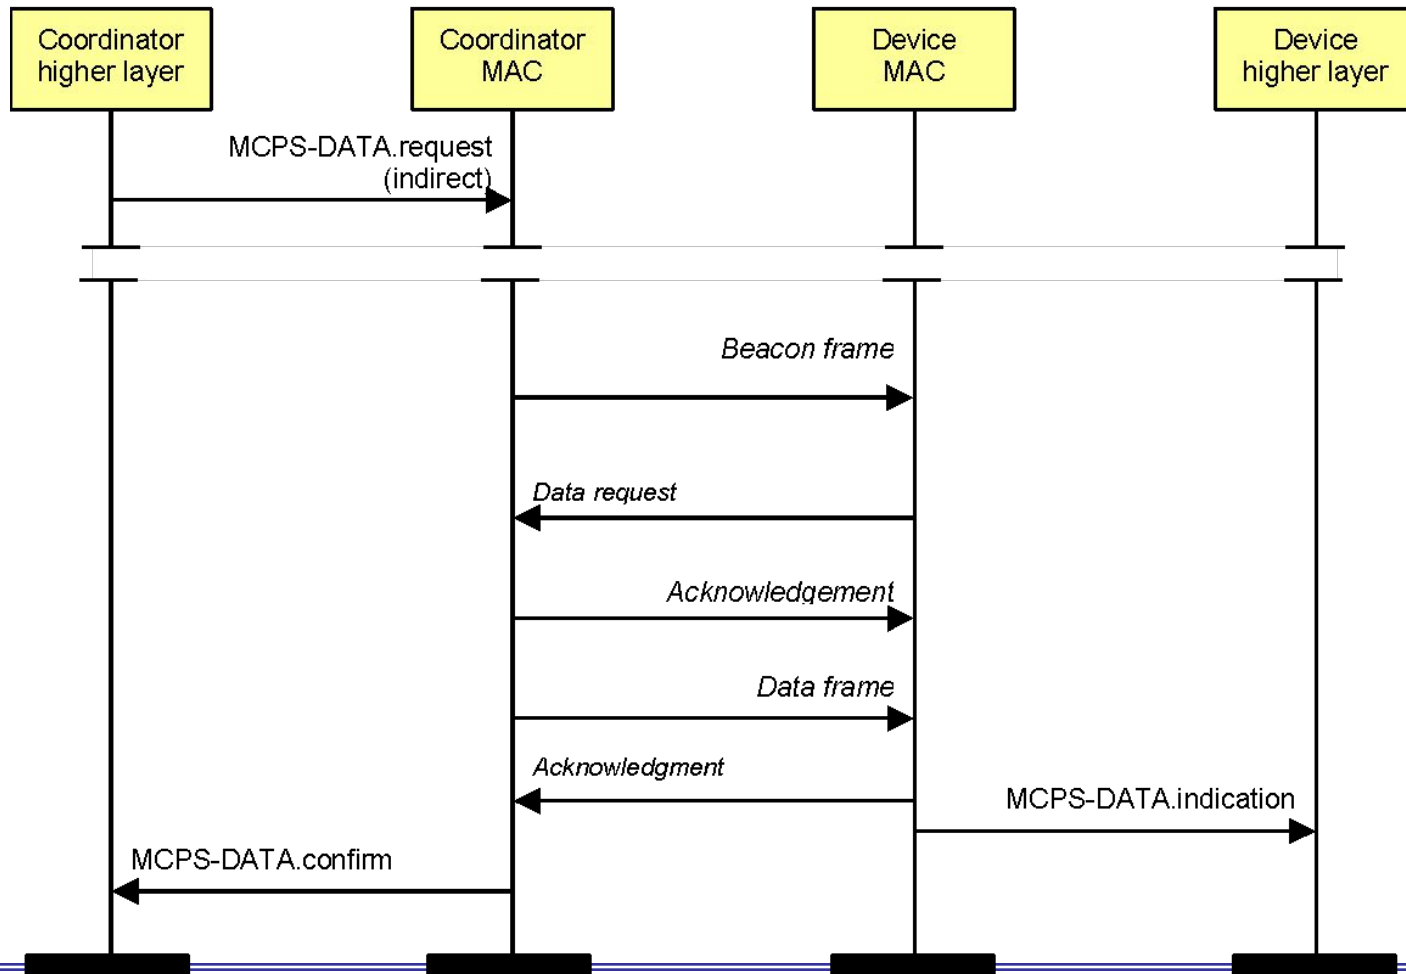 Coordinator
higher layer
Coordinator
MAC
Device
MAC
Device
higher layer
MCPS-DATA.request
(indirect)
Beacon frame
Data request
Acknowledgement
Data frame
Acknowledgment
MCPS-DATA.indication
MCPS-DATA.confirm